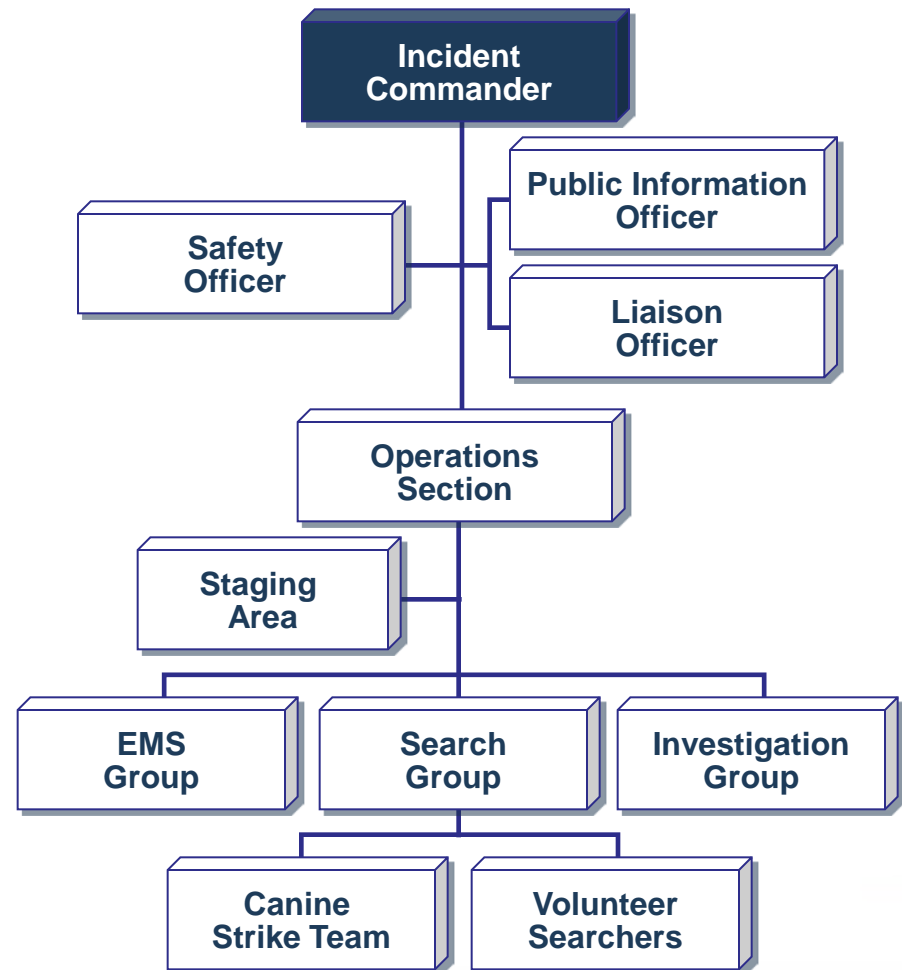 Incident
Commander
Public Information
Officer
Safety
Officer
Liaison
Officer
Operations
Section
Staging
Area
EMS
Group
Search
Group
Investigation
Group
Canine
Strike Team
Volunteer
Searchers